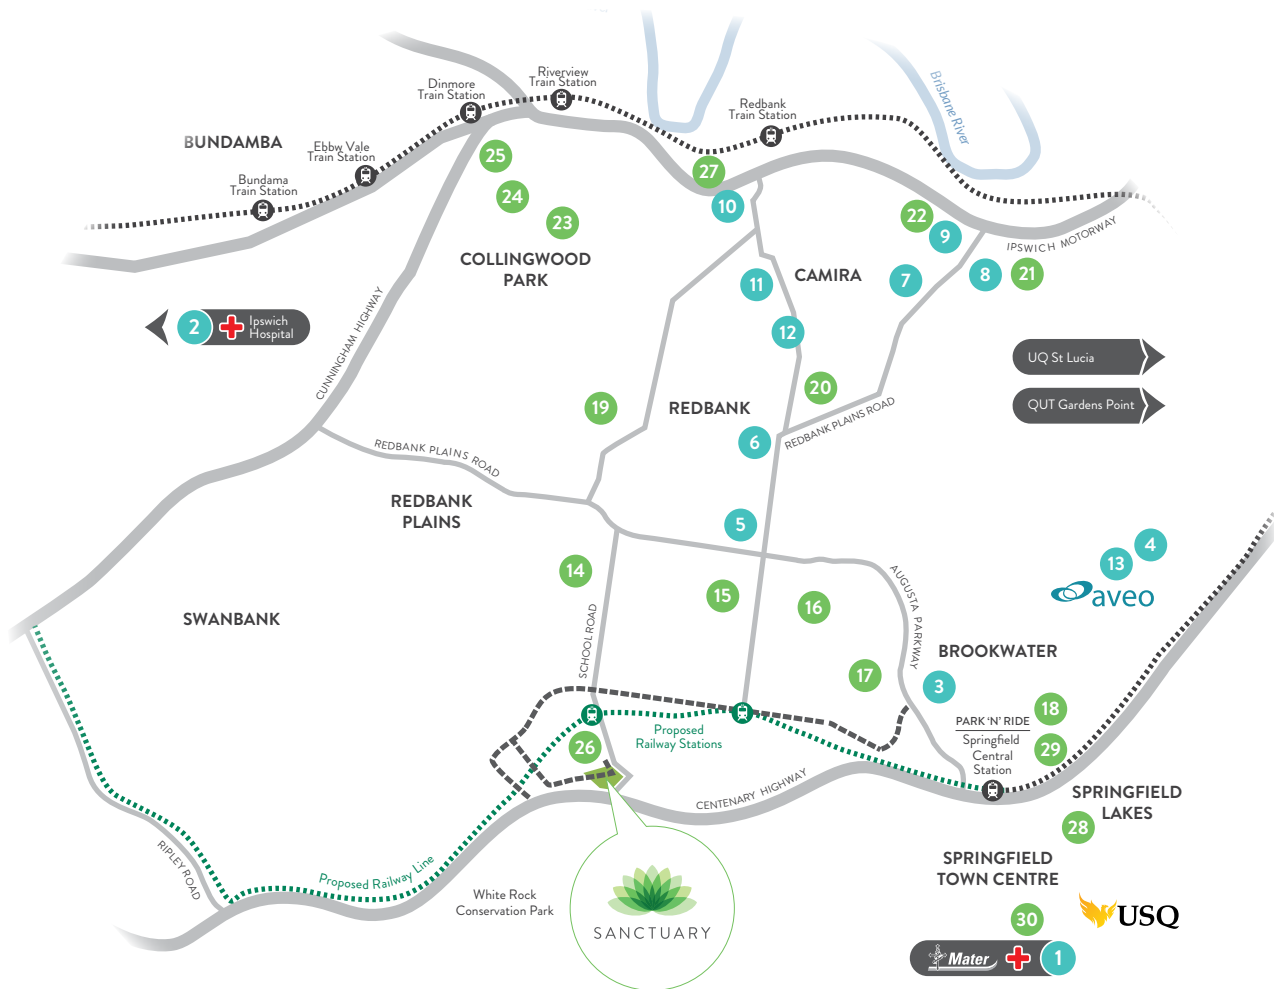 Riverview
Train Station
Dinmore
Train Station
Redbank
Train Station
Brisbane River
BUNDAMBA
Ebbw Vale
Train Station
Bundama
Train Station
25
24
23
27
10
22
9
IPSWICH MOTORWAY
COLLINGWOOD
PARK
CAMIRA
11
7
8
21
2
Ipswich
Hospital
CUNNINGHAM HIGHWAY
12
UQ St Lucia
QUT Gardens Point
20
19
REDBANK
REDBANK PLAINS ROAD
6
REDBANK PLAINS ROAD
REDBANK
PLAINS
5
4
13
aveo
14
15
16
AUGUSTA PARKWAY
SWANBANK
SCHOOL ROAD
BROOKWATER
17
3
18
PARK 'N' RIDE
Springfield
Central
Station
29
Proposed
Railway Stations
26
CENTENARY HIGHWAY
SPRINGFIELD
LAKES
28
RIPLEY ROAD
Proposed Railway Line
White Rock
Conservation Park
SANCTUARY
SPRINGFIELD
TOWN CENTRE
30
USQ
Mater
1